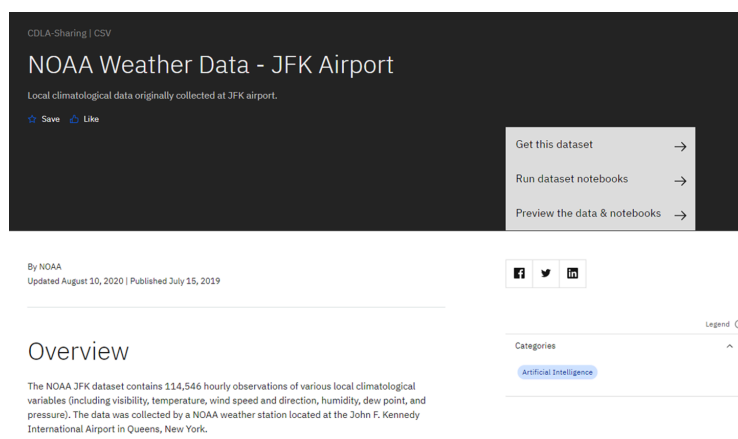 CDLA-Sharing | CSV
NOAA Weather Data - JFK Airport
Local climatological data originally collected at JFK airport.
Save Like
Get this dataset
Run dataset notebooks
Preview the data & notebooks
By NOAA
Updated August 10, 2020 | Published July 15, 2019
Legend
Categories
Artificial Intelligence
Overview
The NOAA JFK dataset contains 114,546 hourly observations of various local climatological
variables (including visibility, temperature, wind speed and direction, humidity, dew point, and
pressure). The data was collected by a NOAA weather station located at the John F. Kennedy
International Airport in Queens, New York.